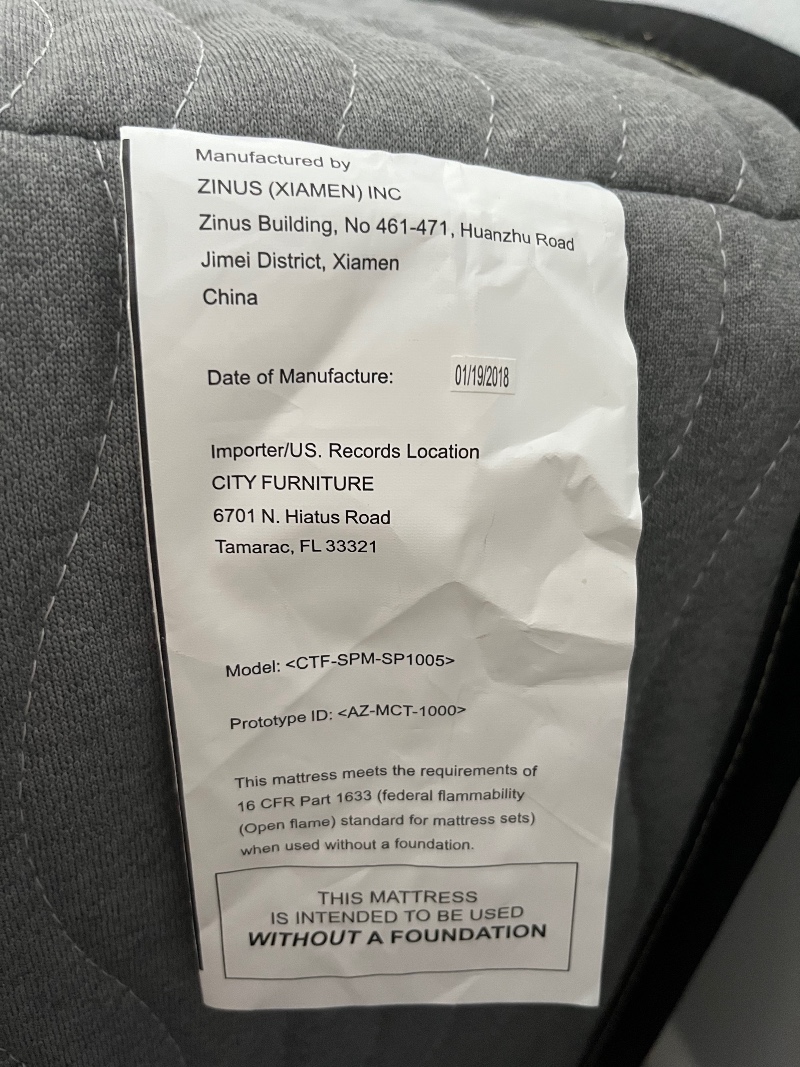 Manufactured by
ZINUS (XIAMEN) INC
Zinus Building, No 461-471, Huanzhu Road
Jimei District, Xiamen
China
Date of Manufacture: 01/19/2018
Importer/US. Records Location
CITY FURNITURE
6701 N. Hiatus Road
Tamarac, FL 33321
Model: <CTF-SPM-SP1005>
Prototype ID: <AZ-MCT-1000>
This mattress meets the requirements of
16 CFR Part 1633 (federal flammability
(Open flame) standard for mattress sets)
when used without a foundation.
THIS MATTRESS
IS INTENDED TO BE USED
WITHOUT A FOUNDATION